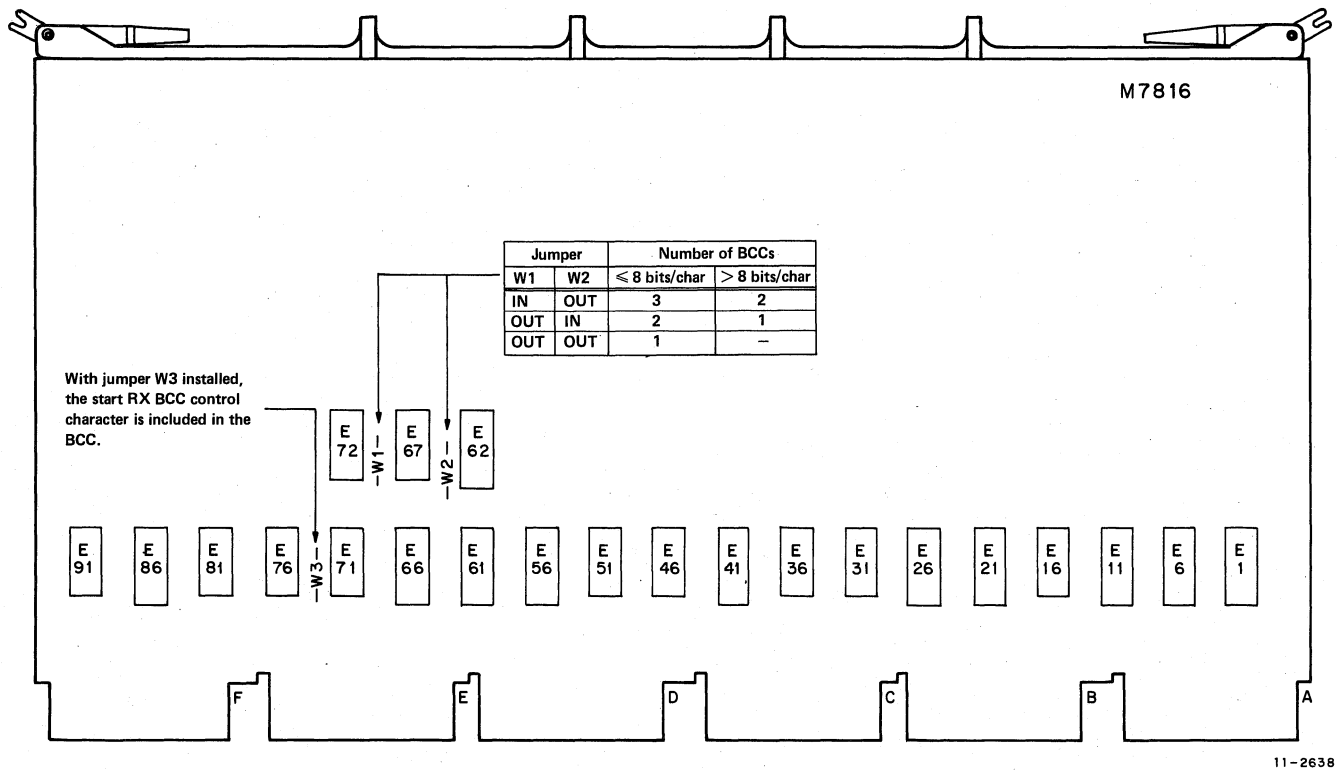 M7816
Jumper Number of BCCs
W1 W2 ≤ 8 bits/char > 8 bits/char
IN OUT 3 2
OUT IN 2 1
OUT OUT 1 –
With jumper W3 installed,
the start RX BCC control
character is included in the
BCC.
E 72
W1
E 67
W2
E 62
E 91
E 86
E 81
E 76
W3
E 71
E 66
E 61
E 56
E 51
E 46
E 41
E 36
E 31
E 26
E 21
E 16
E 11
E 6
E 1
F E D C B A
11-2638